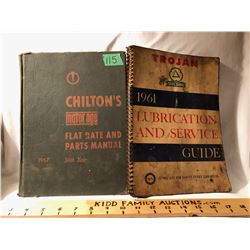 115
CHILTON'S
motor age
FLAT RATE AND
PARTS MANUAL
1967
TROJAN
1961
LUBRICATION
AND SERVICE
GUIDE
KIDD FAMILY AUCTIONS.COM